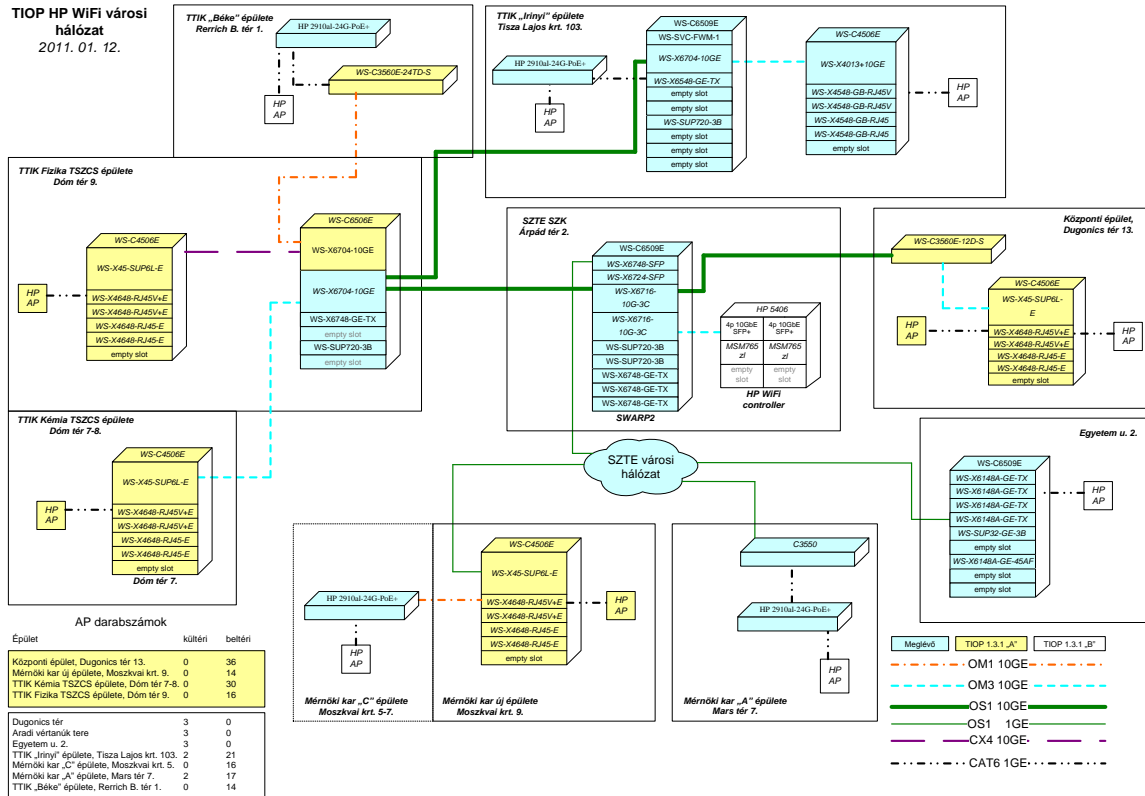 TIOP HP WiFi városi
hálózat
2011. 01. 12.
TTIK „Béke" épülete
Rerrich B. tér 1.
HP 2910al-24G-PoE+
WS-C3560E-24TD-S
HP
AP
TTIK „Irinyi" épülete
Tisza Lajos krt. 103.
HP 2910al-24G-PoE+
HP
AP
WS-C6509E
WS-SVC-FWM-1
WS-X6704-10GE
WS-X6548-GE-TX
empty slot
empty slot
WS-SUP720-3B
empty slot
empty slot
empty slot
WS-C4506E
WS-X4013+10GE
WS-X4548-GB-RJ45V
WS-X4548-GB-RJ45V
WS-X4548-GB-RJ45
WS-X4548-GB-RJ45
empty slot
HP
AP
TTIK Fizika TSZCS épülete
Dóm tér 9.
WS-C4506E
WS-X45-SUP6L-E
WS-X4648-RJ45V+E
WS-X4648-RJ45V+E
WS-X4648-RJ45-E
WS-X4648-RJ45-E
empty slot
HP
AP
WS-C6506E
WS-X6704-10GE
WS-X6704-10GE
WS-X6748-GE-TX
empty slot
WS-SUP720-3B
empty slot
SZTE SZK
Árpád tér 2.
WS-C6509E
WS-X6748-SFP
WS-X6724-SFP
WS-X6716-
10G-3C
WS-X6716-
10G-3C
WS-SUP720-3B
WS-SUP720-3B
WS-X6748-GE-TX
WS-X6748-GE-TX
WS-X6748-GE-TX
SWARP2
HP 5406
4p 10GbE
SFP+
4p 10GbE
SFP+
MSM765
zl
MSM765
zl
empty
slot
empty
slot
HP WiFi
controller
Központi épület,
Dugonics tér 13.
WS-C3560E-12D-S
WS-C4506E
WS-X45-SUP6L-
E
WS-X4648-RJ45V+E
WS-X4648-RJ45V+E
WS-X4648-RJ45-E
WS-X4648-RJ45-E
empty slot
HP
AP
HP
AP
TTIK Kémia TSZCS épülete
Dóm tér 7-8.
WS-C4506E
WS-X45-SUP6L-E
WS-X4648-RJ45V+E
WS-X4648-RJ45V+E
WS-X4648-RJ45-E
WS-X4648-RJ45-E
empty slot
Dóm tér 7.
HP
AP
SZTE városi
hálózat
Egyetem u. 2.
WS-C6509E
WS-X6148A-GE-TX
WS-X6148A-GE-TX
WS-X6148A-GE-TX
WS-X6148A-GE-TX
WS-SUP32-GE-3B
empty slot
WS-X6148A-GE-45AF
empty slot
empty slot
HP
AP
HP 2910al-24G-PoE+
HP
AP
Mérnöki kar „C" épülete
Moszkvai krt. 5-7.
WS-C4506E
WS-X45-SUP6L-E
WS-X4648-RJ45V+E
WS-X4648-RJ45V+E
WS-X4648-RJ45-E
WS-X4648-RJ45-E
empty slot
HP
AP
Mérnöki kar új épülete
Moszkvai krt. 9.
C3550
HP 2910al-24G-PoE+
HP
AP
Mérnöki kar „A" épülete
Mars tér 7.
AP darabszámok
Épület kültéri beltéri
Központi épület, Dugonics tér 13. 0 36
Mérnöki kar új épülete, Moszkvai krt. 9. 0 14
TTIK Kémia TSZCS épülete, Dóm tér 7-8. 0 30
TTIK Fizika TSZCS épülete, Dóm tér 9. 0 16
Dugonics tér 3 0
Aradi vértanúk tere 3 0
Egyetem u. 2. 3 0
TTIK „Irinyi" épülete, Tisza Lajos krt. 103. 2 21
Mérnöki kar „C" épülete, Moszkvai krt. 5. 0 16
Mérnöki kar „A" épülete, Mars tér 7. 2 17
TTIK „Béke" épülete, Rerrich B. tér 1. 0 14
Meglévő TIOP 1.3.1 „A" TIOP 1.3.1 „B"
OM1 10GE
OM3 10GE
OS1 10GE
OS1 1GE
CX4 10GE
CAT6 1GE